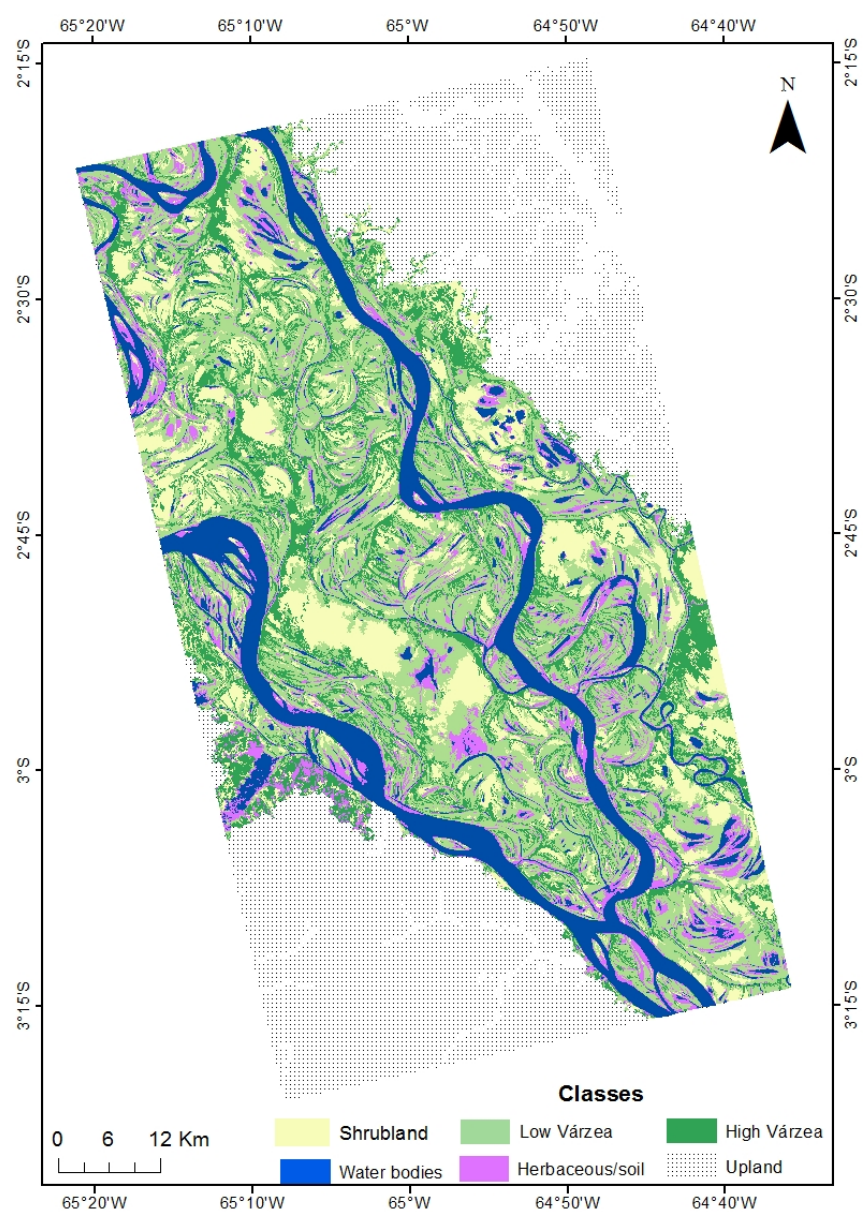 65°20'W 65°10'W 65°0'W 64°50'W 64°40'W
2°15'S 2°15'S
N
2°30'S 2°30'S
2°45'S 2°45'S
3°S 3°S
3°15'S 3°15'S
Classes
0 6 12 Km
Shrubland Low Várzea High Várzea
Water bodies Herbaceous/soil Upland
65°20'W 65°10'W 65°0'W 64°50'W 64°40'W